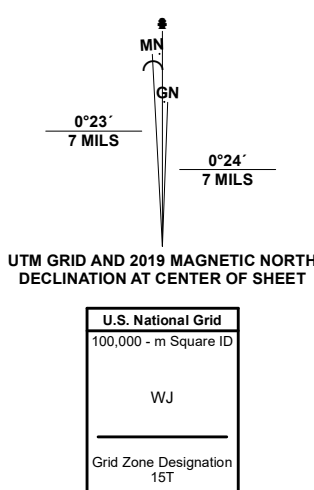 MN
GN
0°23´
7 MILS
0°24´
7 MILS
UTM GRID AND 2019 MAGNETIC NORTH
DECLINATION AT CENTER OF SHEET
U.S. National Grid
100,000 - m Square ID
WJ
Grid Zone Designation
15T